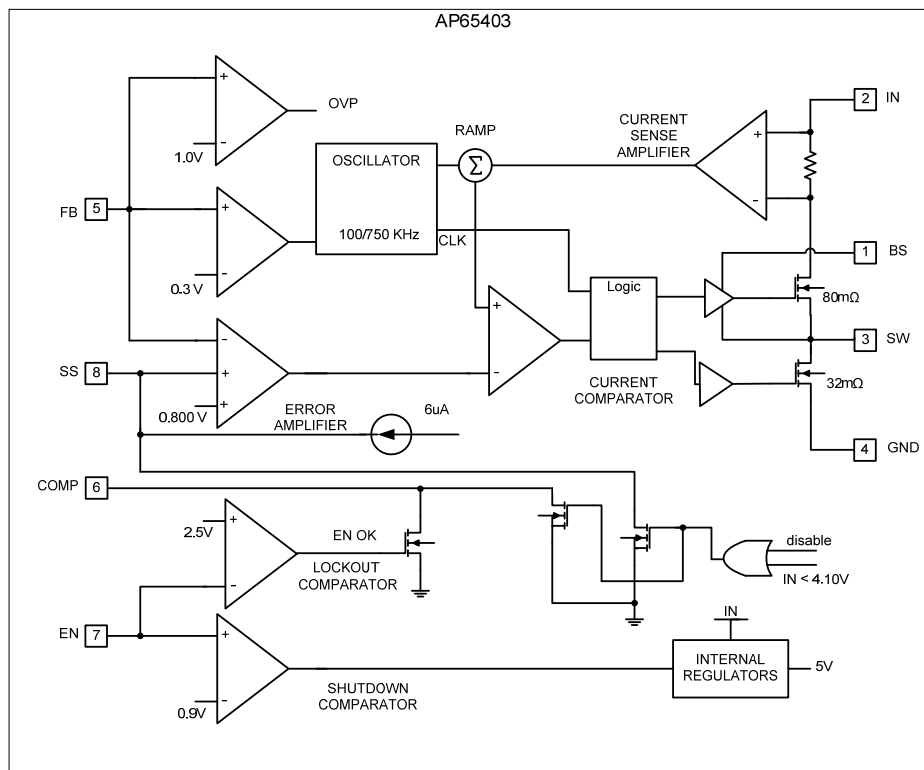 AP65403
+
OVP
-
1.0V
2
IN
RAMP
CURRENT
SENSE
AMPLIFIER
+
-
OSCILLATOR
Σ
100/750 KHz
CLK
FB
5
+
-
0.3 V
1
BS
Logic
80mΩ
+
-
3
SW
CURRENT
COMPARATOR
32mΩ
SS
8
-
+
+
0.800 V
ERROR
AMPLIFIER
6uA
4
GND
COMP
6
2.5V
+
-
EN OK
LOCKOUT
COMPARATOR
disable
IN < 4.10V
EN
7
+
-
0.9V
SHUTDOWN
COMPARATOR
IN
INTERNAL
REGULATORS
5V